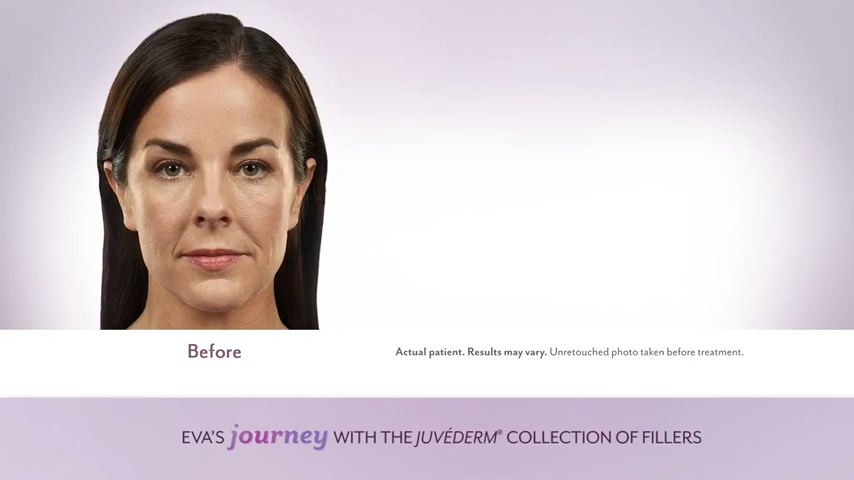 Before
Actual patient. Results may vary. Unretouched photo taken before treatment.
EVA'S journey WITH THE JUVÉDERM® COLLECTION OF FILLERS